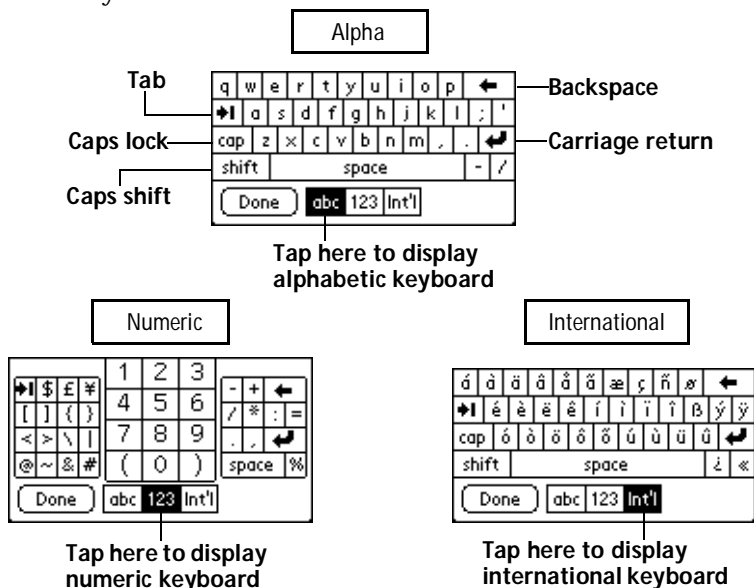 Alpha
Tab
q w e r t y u i o p
Backspace
a s d f g h j k l ; '
Caps lock
cap z x c v b n m , .
Carriage return
shift space - /
Caps shift
Done abc 123 Int'l
Tap here to display
alphabetic keyboard
Numeric
1 2 3
$ £ ¥ - +
4 5 6
[ ] { } / * : =
7 8 9
< > \ | . ,
@ ~ & # ( 0 ) space %
Done abc 123 Int'l
Tap here to display
numeric keyboard
International
á à ä â å ã æ ç ñ ø
é è ë ê í ì ï î ß ý ÿ
cap ó ò ö ô õ ú ù ü û
shift space ¿ «
Done abc 123 Int'l
Tap here to display
international keyboard